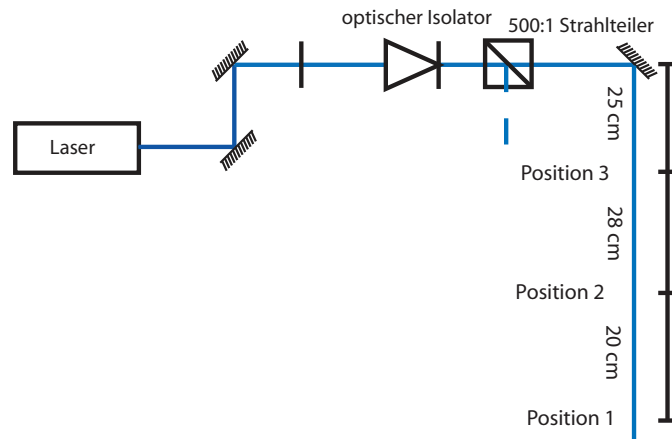 optischer Isolator
500:1 Strahlteiler
Laser
25 cm
Position 3
28 cm
Position 2
20 cm
Position 1